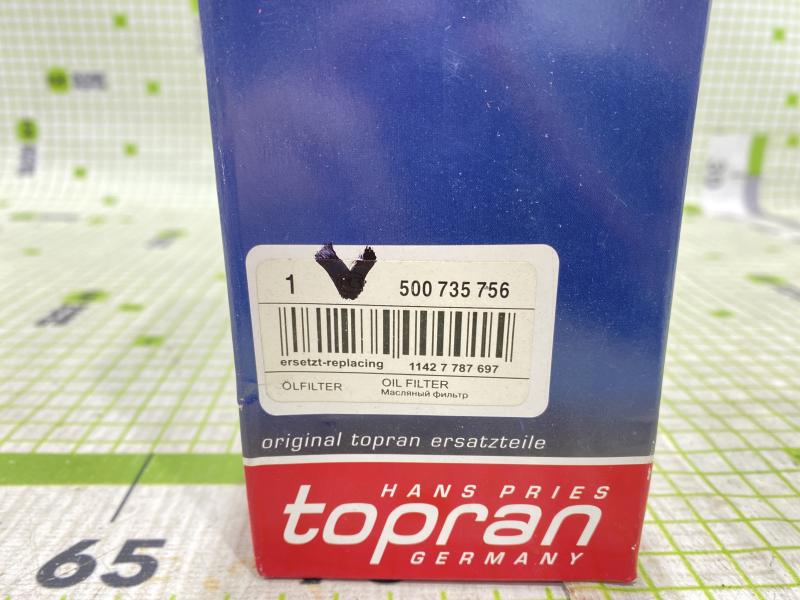 1 500 735 756
ersetzt-replacing 1142 7 787 697
ÖLFILTER OIL FILTER
Масляный фильтр
original topran ersatzteile
HANS PRIES
topran
GERMANY
65